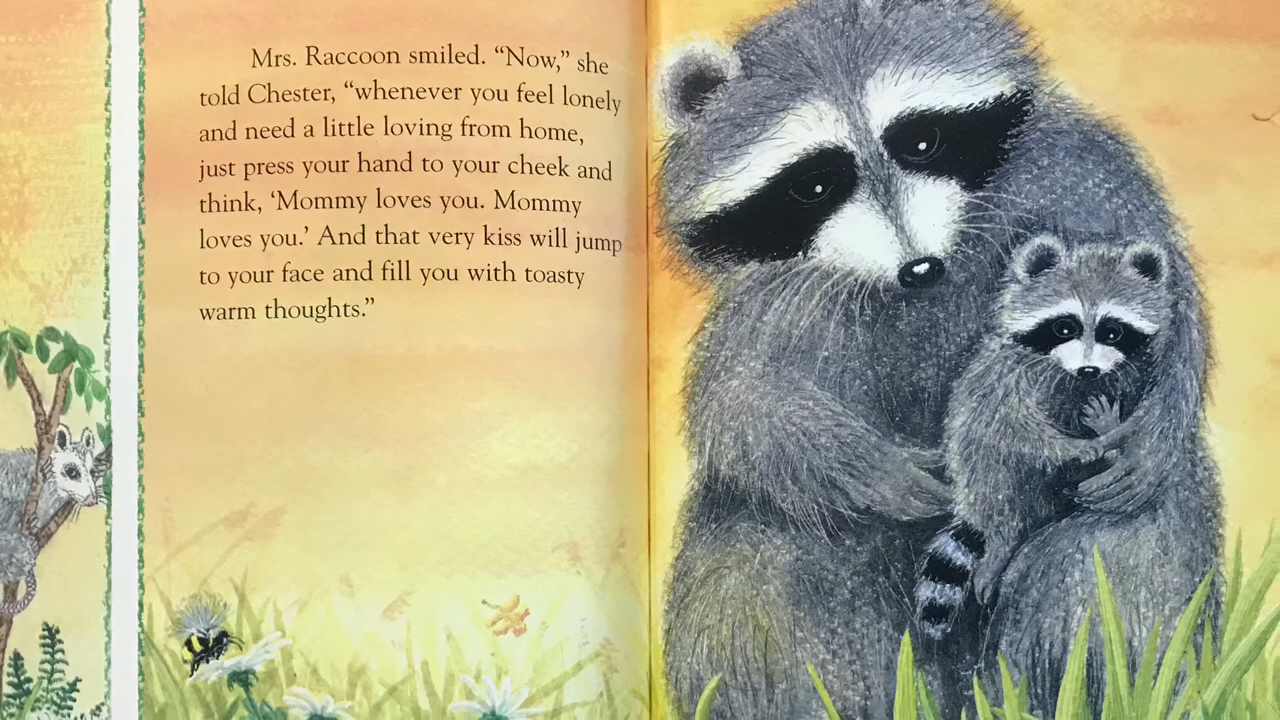 Mrs. Raccoon smiled. “Now,” she
told Chester, “whenever you feel lonely
and need a little loving from home,
just press your hand to your cheek and
think, ‘Mommy loves you. Mommy
loves you.’ And that very kiss will jump
to your face and fill you with toasty
warm thoughts.”